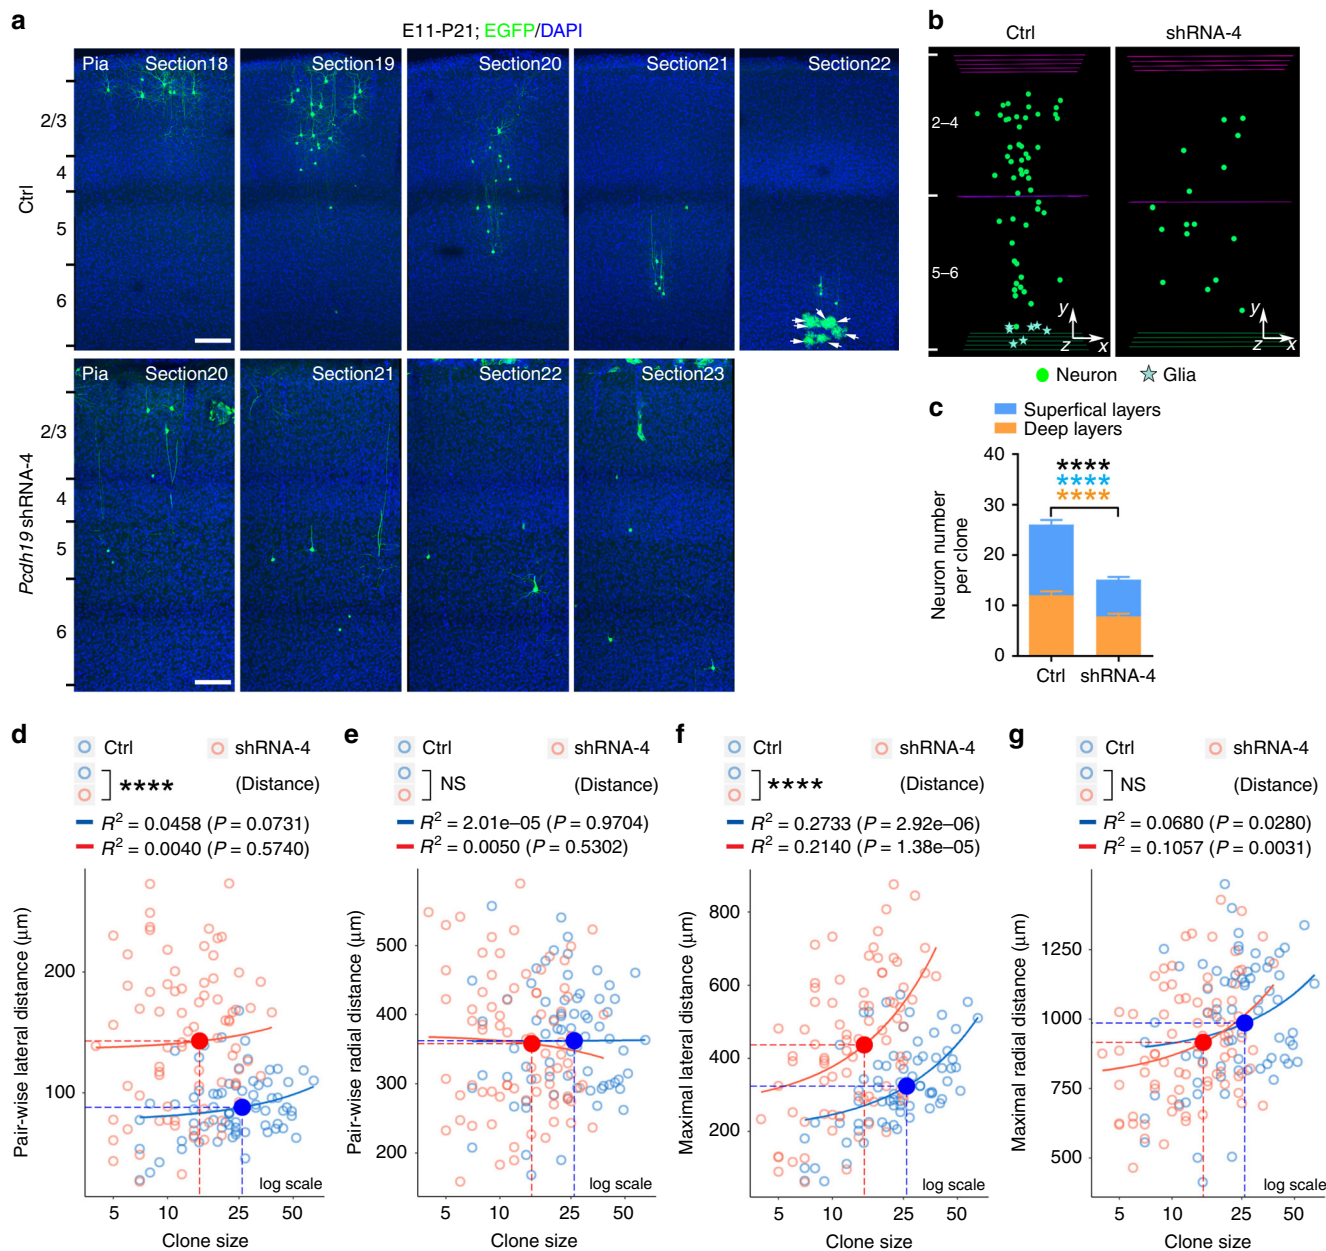 a
E11-P21; EGFP/DAPI
Pia
Section18
Section19
Section20
Section21
Section22
2/3
4
5
6
Ctrl
Pia
Section20
Section21
Section22
Section23
2/3
4
5
6
Pcdh19 shRNA-4
b
Ctrl
shRNA-4
2–4
5–6
y
z
x
y
z
x
Neuron
Glia
c
Superfical layers
Deep layers
40
30
20
10
0
Neuron number
per clone
****
****
****
Ctrl
shRNA-4
d
Ctrl
shRNA-4
****
(Distance)
R² = 0.0458 (P = 0.0731)
R² = 0.0040 (P = 0.5740)
Pair-wise lateral distance (μm)
200
100
log scale
5
10
25
50
Clone size
e
Ctrl
shRNA-4
NS
(Distance)
R² = 2.01e–05 (P = 0.9704)
R² = 0.0050 (P = 0.5302)
Pair-wise radial distance (μm)
500
400
300
200
log scale
5
10
25
50
Clone size
f
Ctrl
shRNA-4
****
(Distance)
R² = 0.2733 (P = 2.92e–06)
R² = 0.2140 (P = 1.38e–05)
Maximal lateral distance (μm)
800
600
400
200
log scale
5
10
25
50
Clone size
g
Ctrl
shRNA-4
NS
(Distance)
R² = 0.0680 (P = 0.0280)
R² = 0.1057 (P = 0.0031)
Maximal radial distance (μm)
1250
1000
750
500
log scale
5
10
25
50
Clone size